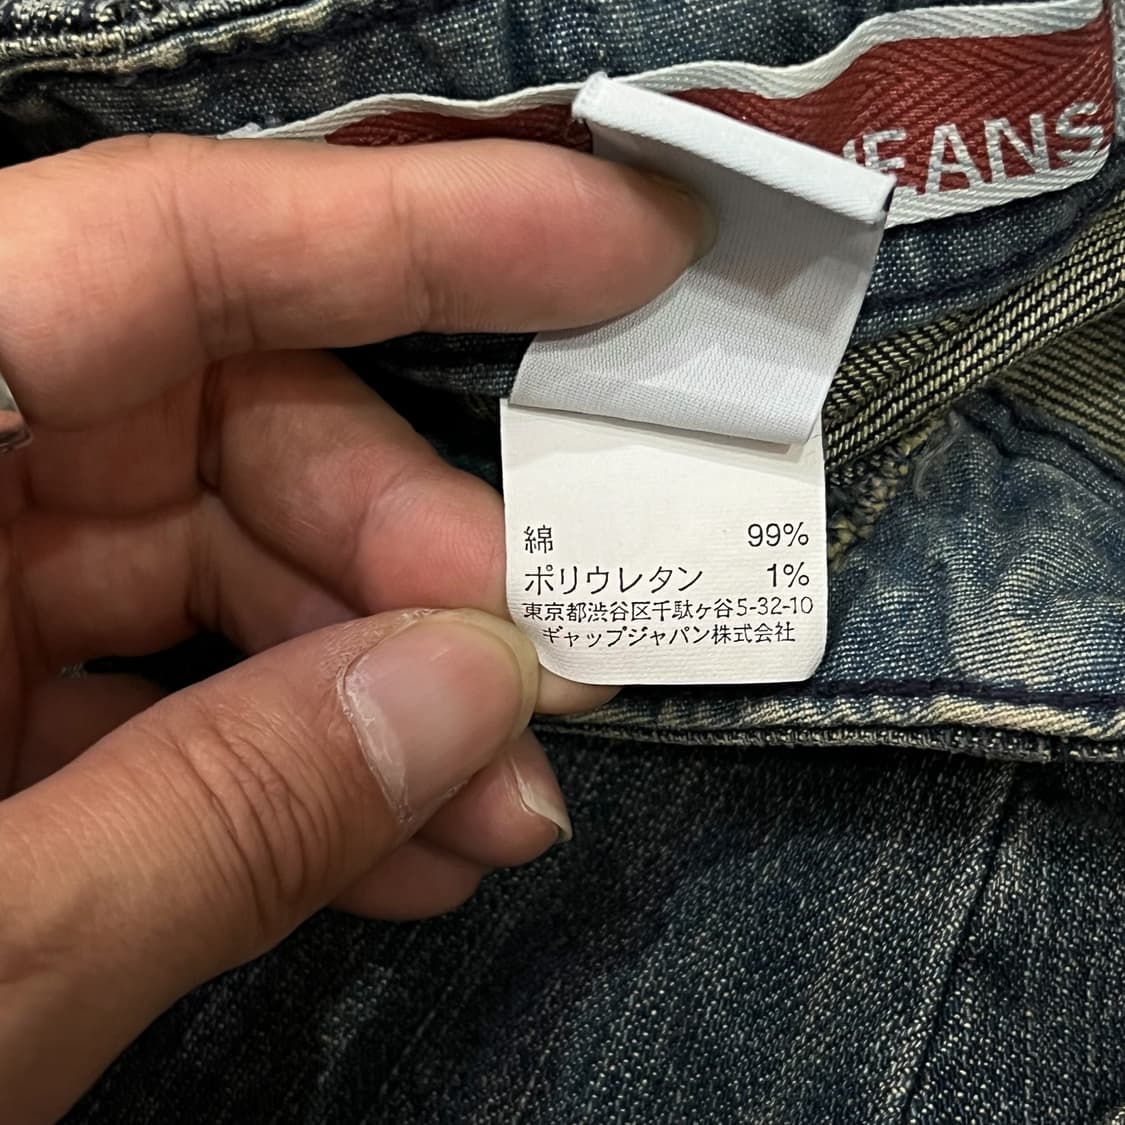 JEANS
綿 99%
ポリウレタン 1%
東京都渋谷区千駄ヶ谷5-32-10
ギャップジャパン株式会社